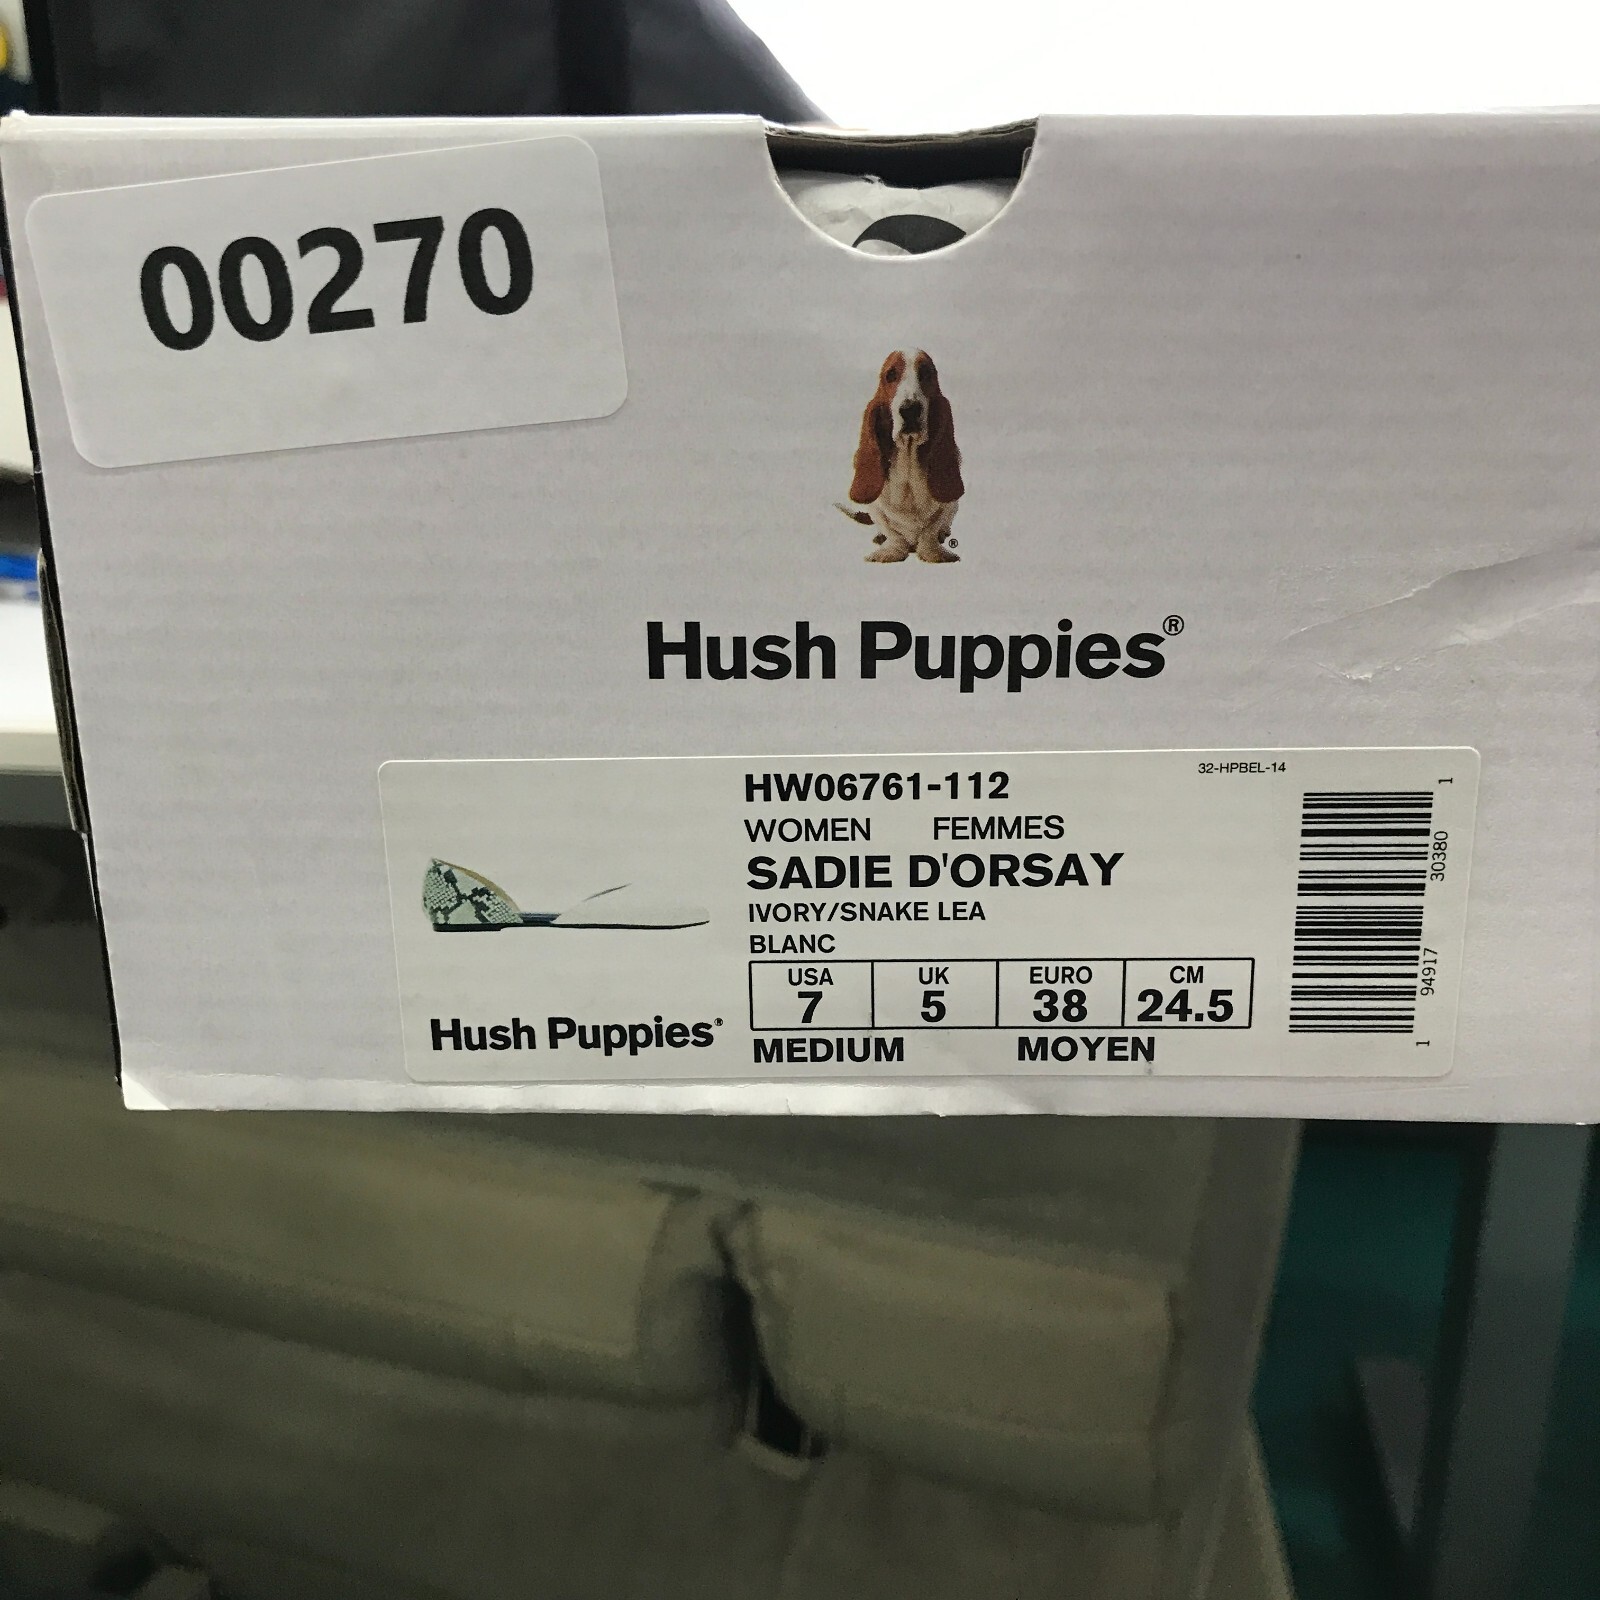 00270
®
Hush Puppies®
HW06761-112
32-HPBEL-14
WOMEN FEMMES
SADIE D'ORSAY
IVORY/SNAKE LEA
BLANC
USA UK EURO CM
7 5 38 24.5
MEDIUM MOYEN
Hush Puppies®
1 94917 30380 1